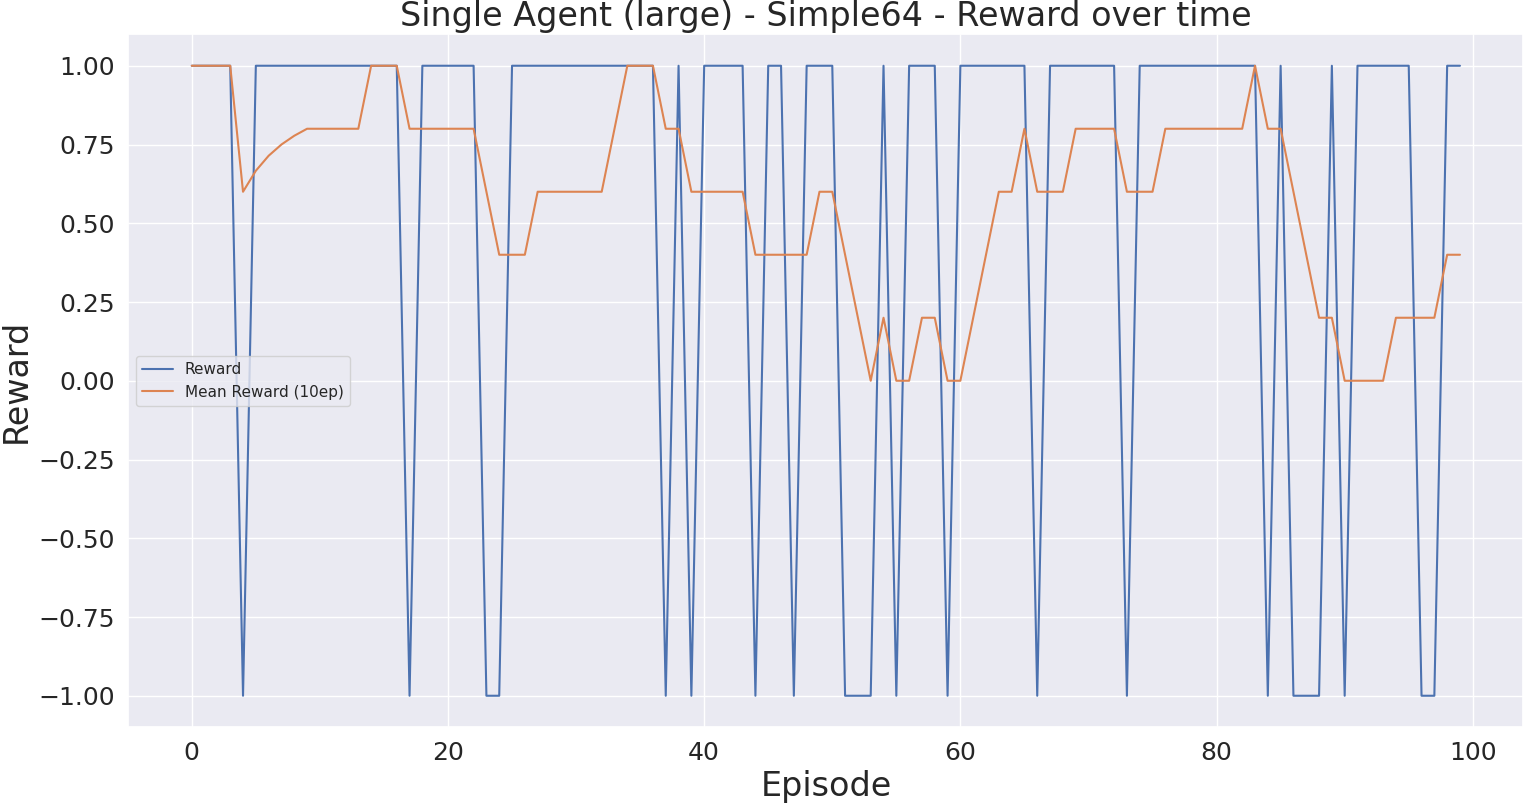 Single Agent (large) - Simple64 - Reward over time
1.00
0.75
0.50
0.25
0.00
−0.25
−0.50
−0.75
−1.00
Reward
Reward
Mean Reward (10ep)
0 20 40 60 80 100
Episode